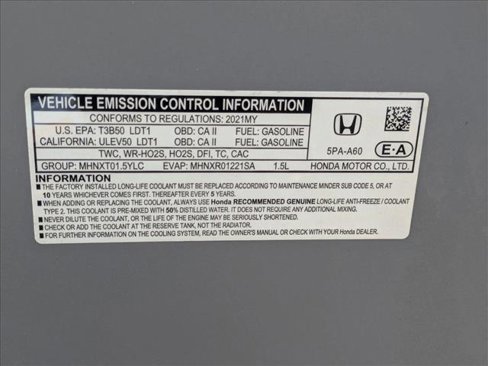 VEHICLE EMISSION CONTROL INFORMATION
CONFORMS TO REGULATIONS: 2021MY
U.S. EPA: T3B50 LDT1 OBD: CA II FUEL: GASOLINE
CALIFORNIA: ULEV50 LDT1 OBD: CA II FUEL: GASOLINE
5PA-A60 E•A
TWC, WR-HO2S, HO2S, DFI, TC, CAC
GROUP: MHNXT01.5YLC EVAP: MHNXR01221SA 1.5L HONDA MOTOR CO., LTD.
INFORMATION
■ THE FACTORY INSTALLED LONG-LIFE COOLANT MUST BE REPLACED ACCORDING TO MAINTENANCE MINDER SUB CODE 5, OR AT
10 YEARS WHICHEVER COMES FIRST. THEREAFTER REPLACE EVERY 5 YEARS.
■ WHEN ADDING OR REPLACING THE COOLANT, ALWAYS USE Honda RECOMMENDED GENUINE LONG-LIFE ANTI-FREEZE / COOLANT
TYPE 2. THIS COOLANT IS PRE-MIXED WITH 50% DISTILLED WATER. IT DOES NOT REQUIRE ANY ADDITIONAL MIXING.
■ NEVER DILUTE THE COOLANT, OR THE LIFE OF THE ENGINE MAY BE SERIOUSLY SHORTENED.
■ ALWAYS ADD OR CHECK THE COOLANT AT THE RESERVE TANK, NOT THE RADIATOR.
■ FOR FURTHER INFORMATION ON THE COOLING SYSTEM, READ THE OWNER'S MANUAL OR CHECK WITH YOUR Honda DEALER.